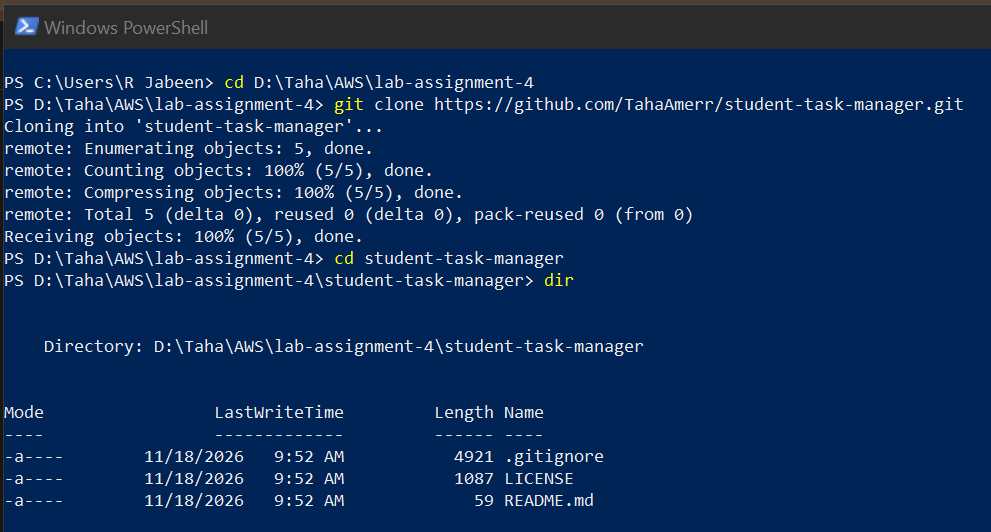 Windows PowerShell
PS C:\Users\R Jabeen> cd D:\Taha\AWS\lab-assignment-4
PS D:\Taha\AWS\lab-assignment-4> git clone https://github.com/TahaAmerr/student-task-manager.git
Cloning into 'student-task-manager'...
remote: Enumerating objects: 5, done.
remote: Counting objects: 100% (5/5), done.
remote: Compressing objects: 100% (5/5), done.
remote: Total 5 (delta 0), reused 0 (delta 0), pack-reused 0 (from 0)
Receiving objects: 100% (5/5), done.
PS D:\Taha\AWS\lab-assignment-4> cd student-task-manager
PS D:\Taha\AWS\lab-assignment-4\student-task-manager> dir
Directory: D:\Taha\AWS\lab-assignment-4\student-task-manager
Mode                 LastWriteTime         Length Name
----                 -------------         ------ ----
-a----        11/18/2026   9:52 AM           4921 .gitignore
-a----        11/18/2026   9:52 AM           1087 LICENSE
-a----        11/18/2026   9:52 AM             59 README.md